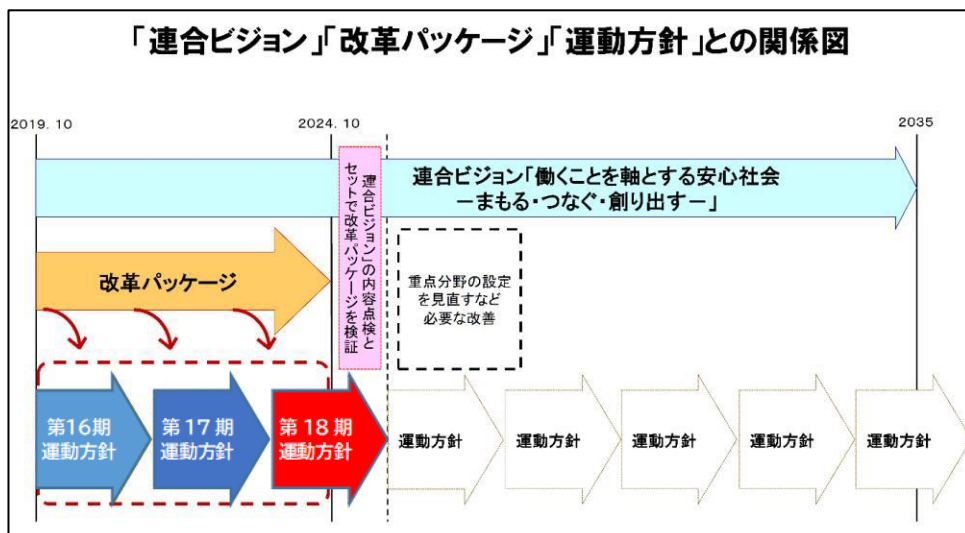 「連合ビジョン」「改革パッケージ」「運動方針」との関係図
2019. 10
2024. 10
2035
連合ビジョン「働くことを軸とする安心社会
－まもる・つなぐ・創り出す－」
「連合ビジョン」の内容点検と
セットで改革パッケージを検証
改革パッケージ
重点分野の設定
を見直すなど
必要な改善
第16期
運動方針
第17期
運動方針
第18期
運動方針
運動方針
運動方針
運動方針
運動方針
運動方針